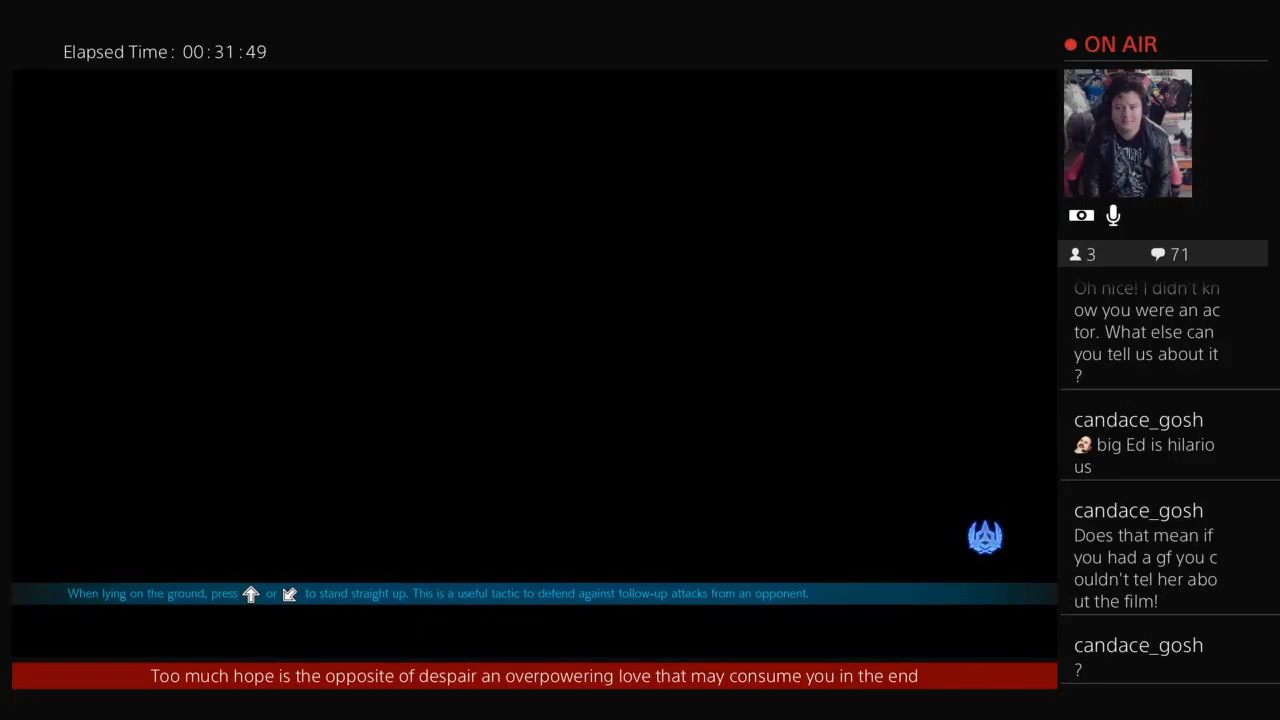 Elapsed Time: 00:31:49
ON AIR
3
71
Oh nice! I didn't kn
ow you were an ac
tor. What else can
you tell us about it
?
candace_gosh
big Ed is hilario
us
candace_gosh
Does that mean if
you had a gf you c
ouldn't tel her abo
ut the film!
candace_gosh
?
When lying on the ground, press or to stand straight up. This is a useful tactic to defend against follow-up attacks from an opponent.
Too much hope is the opposite of despair an overpowering love that may consume you in the end